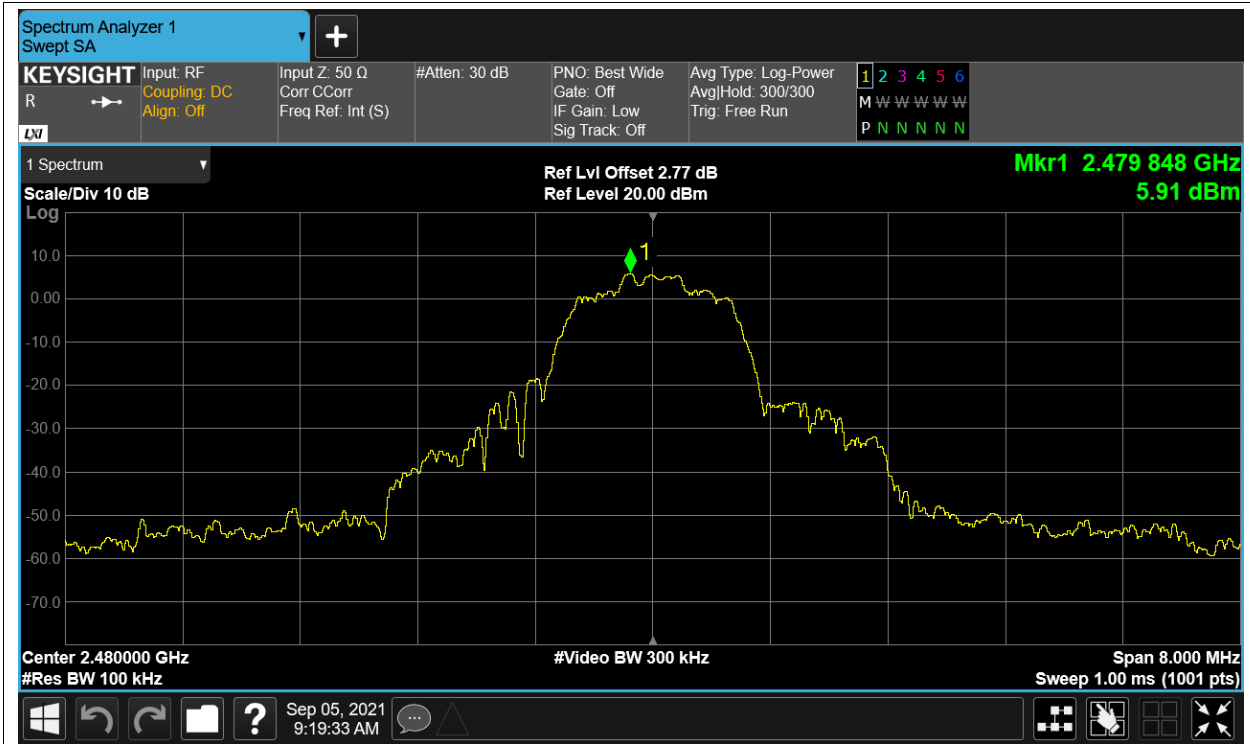 Spectrum Analyzer 1
Swept SA
KEYSIGHT
R
LXI
Input: RF
Coupling: DC
Align: Off
Input Z: 50 Ω
Corr CCorr
Freq Ref: Int (S)
#Atten: 30 dB
PNO: Best Wide
Gate: Off
IF Gain: Low
Sig Track: Off
Avg Type: Log-Power
Avg|Hold: 300/300
Trig: Free Run
1 2 3 4 5 6
M W W W W W
P N N N N N
1 Spectrum
Scale/Div 10 dB
Log
Ref Lvl Offset 2.77 dB
Ref Level 20.00 dBm
Mkr1 2.479 848 GHz
5.91 dBm
1
10.0
0.00
-10.0
-20.0
-30.0
-40.0
-50.0
-60.0
-70.0
Center 2.480000 GHz
#Res BW 100 kHz
#Video BW 300 kHz
Span 8.000 MHz
Sweep 1.00 ms (1001 pts)
?
Sep 05, 2021
9:19:33 AM